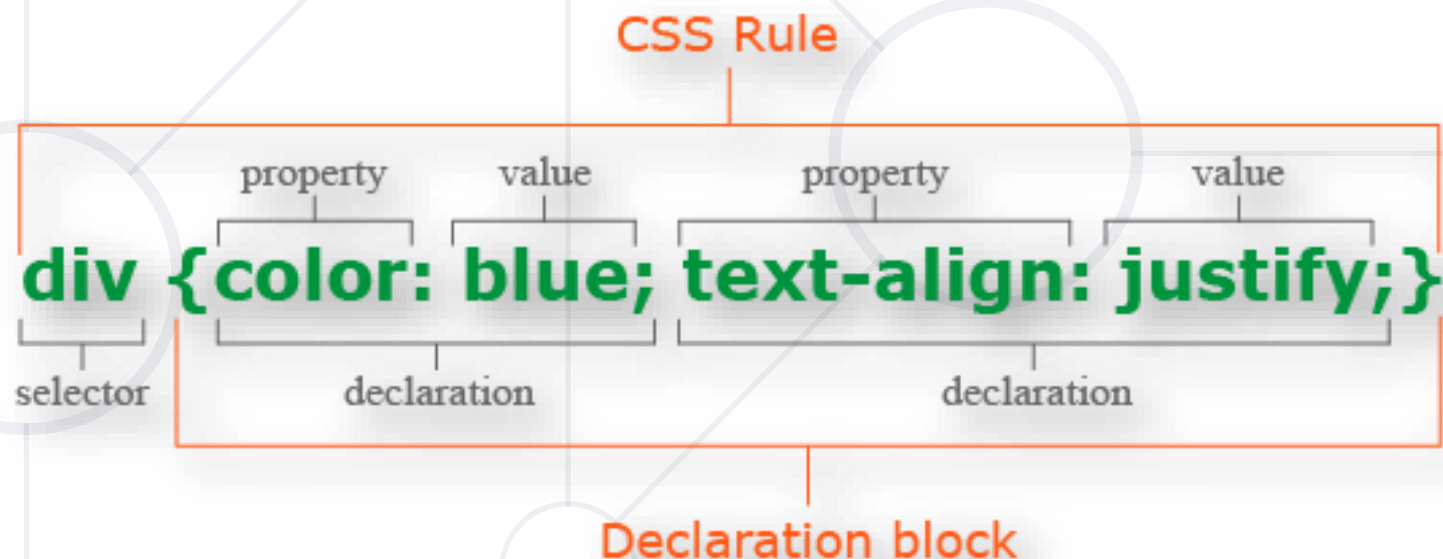 CSS Rule
property value property value
div {color: blue; text-align: justify;}
selector declaration declaration
Declaration block